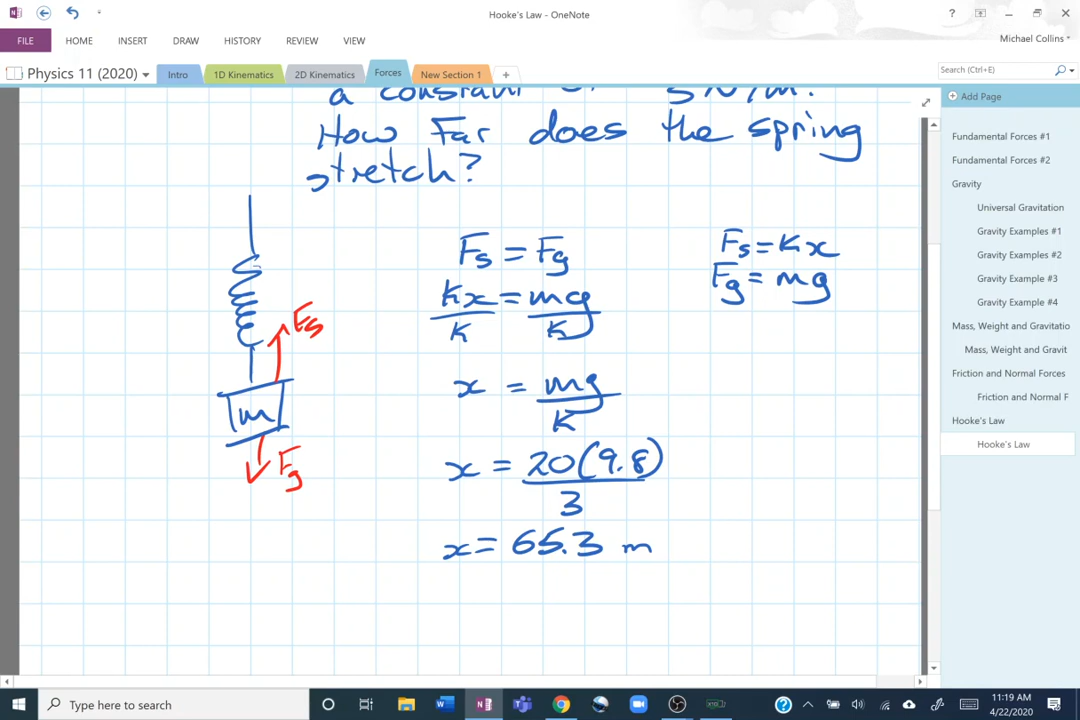 Hooke's Law - OneNote
?
FILE
HOME
INSERT
DRAW
HISTORY
REVIEW
VIEW
Michael Collins
Physics 11 (2020)
Intro
1D Kinematics
2D Kinematics
Forces
New Section 1
+
Search (Ctrl+E)
Add Page
Fundamental Forces #1
Fundamental Forces #2
Gravity
Universal Gravitation
Gravity Examples #1
Gravity Examples #2
Gravity Example #3
Gravity Example #4
Mass, Weight and Gravitatio
Mass, Weight and Gravit
Friction and Normal Forces
Friction and Normal F
Hooke's Law
Hooke's Law
a constant 3N/m.
How Far does the spring
stretch?
Fs
m
Fg
Fs = Fg
kx/k = mg/k
x = mg/k
x = 20(9.8)/3
x = 65.3 m
Fs = kx
Fg = mg
Type here to search
11:19 AM
4/22/2020